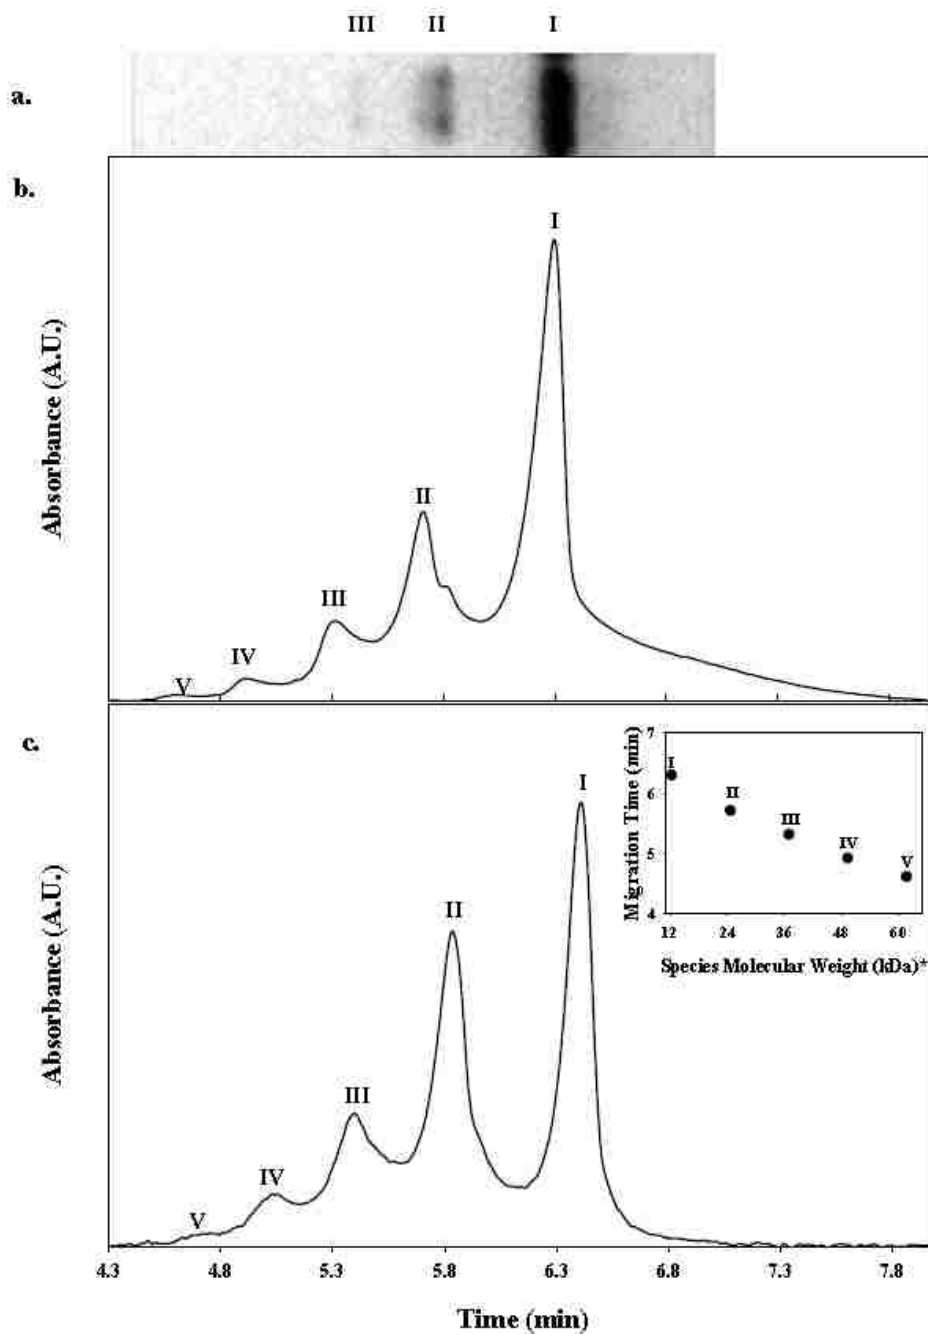 III II I
a.
b.
I
II
III
IV
V
Absorbance (A.U.)
c.
I
II
III
IV
V
Absorbance (A.U.)
7
6
5
4
Migration Time (min)
I
II
III
IV
V
12 24 36 48 60
Species Molecular Weight (kDa)*
4.3 4.8 5.3 5.8 6.3 6.8 7.3 7.8
Time (min)